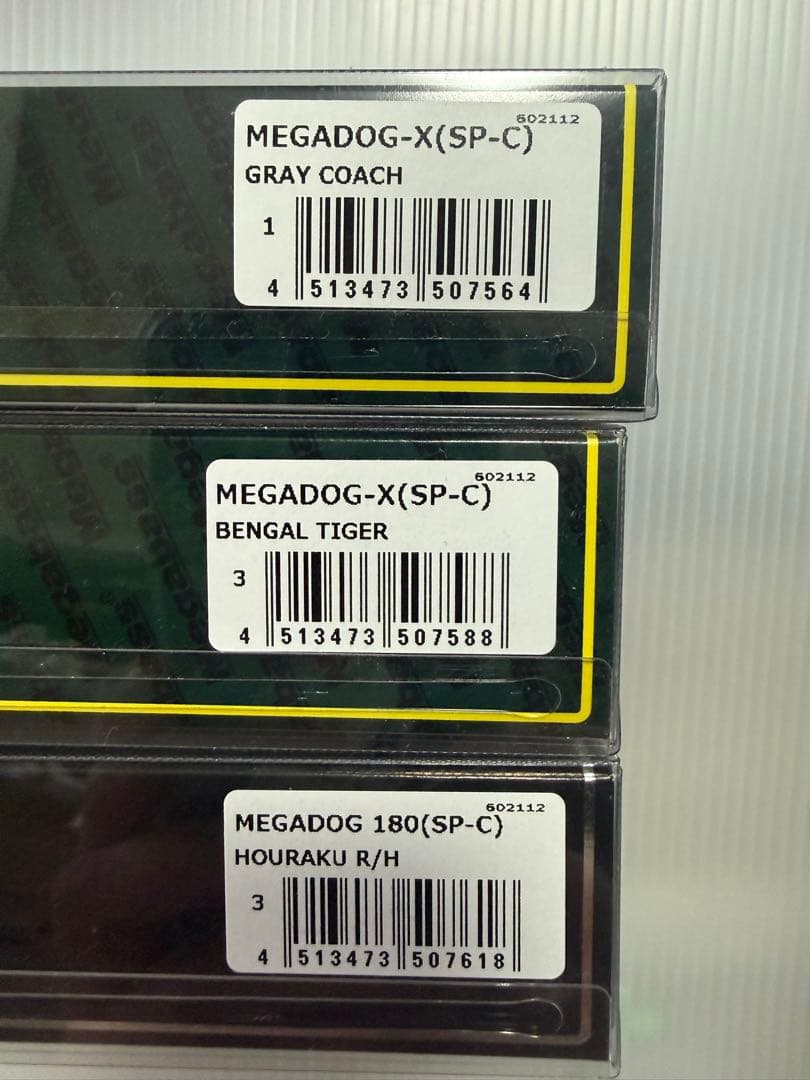 602112
MEGADOG-X(SP-C)
GRAY COACH
1
4 513473 507564
602112
MEGADOG-X(SP-C)
BENGAL TIGER
3
4 513473 507588
602112
MEGADOG 180(SP-C)
HOURAKU R/H
3
4 513473 507618